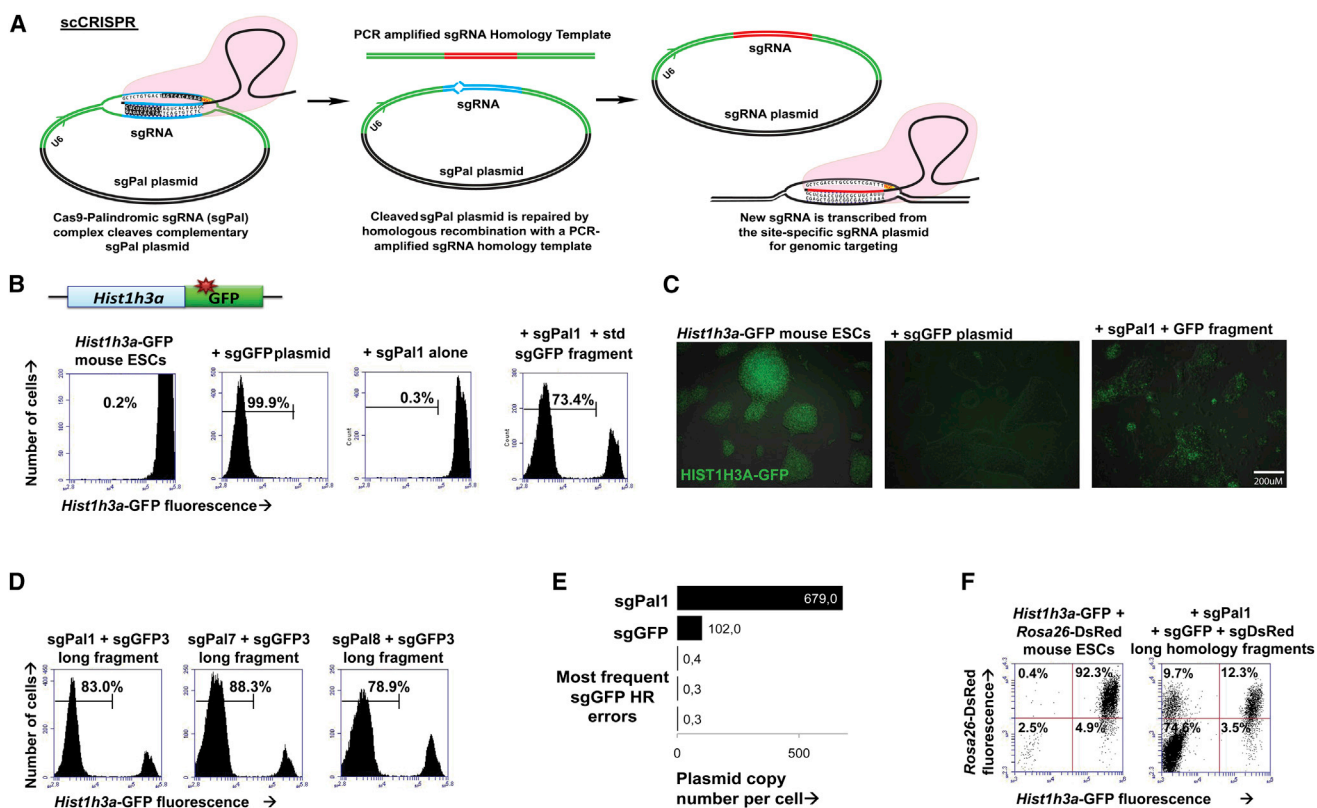 A
scCRISPR
U6
sgRNA
sgPal plasmid
Cas9-Palindromic sgRNA (sgPal)
complex cleaves complementary
sgPal plasmid
PCR amplified sgRNA Homology Template
U6
sgRNA
sgPal plasmid
Cleaved sgPal plasmid is repaired by
homologous recombination with a PCR-
amplified sgRNA homology template
sgRNA
U6
sgRNA plasmid
New sgRNA is transcribed from
the site-specific sgRNA plasmid
for genomic targeting
B
Hist1h3a GFP
Hist1h3a-GFP
mouse ESCs
0.2%
+ sgGFP plasmid
99.9%
+ sgPal1 alone
0.3%
+ sgPal1 + std
sgGFP fragment
73.4%
Number of cells→
Count
Hist1h3a-GFP fluorescence→
C
Hist1h3a-GFP mouse ESCs
+ sgGFP plasmid
+ sgPal1 + GFP fragment
HIST1H3A-GFP
200uM
D
sgPal1 + sgGFP3
long fragment
83.0%
sgPal7 + sgGFP3
long fragment
88.3%
sgPal8 + sgGFP3
long fragment
78.9%
Number of cells→
Hist1h3a-GFP fluorescence →
E
sgPal1
679,0
sgGFP
102,0
Most frequent
sgGFP HR
errors
0,4
0,3
0,3
0
500
Plasmid copy
number per cell→
F
Hist1h3a-GFP +
Rosa26-DsRed
mouse ESCs
0.4% 92.3%
2.5% 4.9%
+ sgPal1
+ sgGFP + sgDsRed
long homology fragments
9.7% 12.3%
74.6% 3.5%
Rosa26-DsRed
fluorescence→
Hist1h3a-GFP fluorescence →